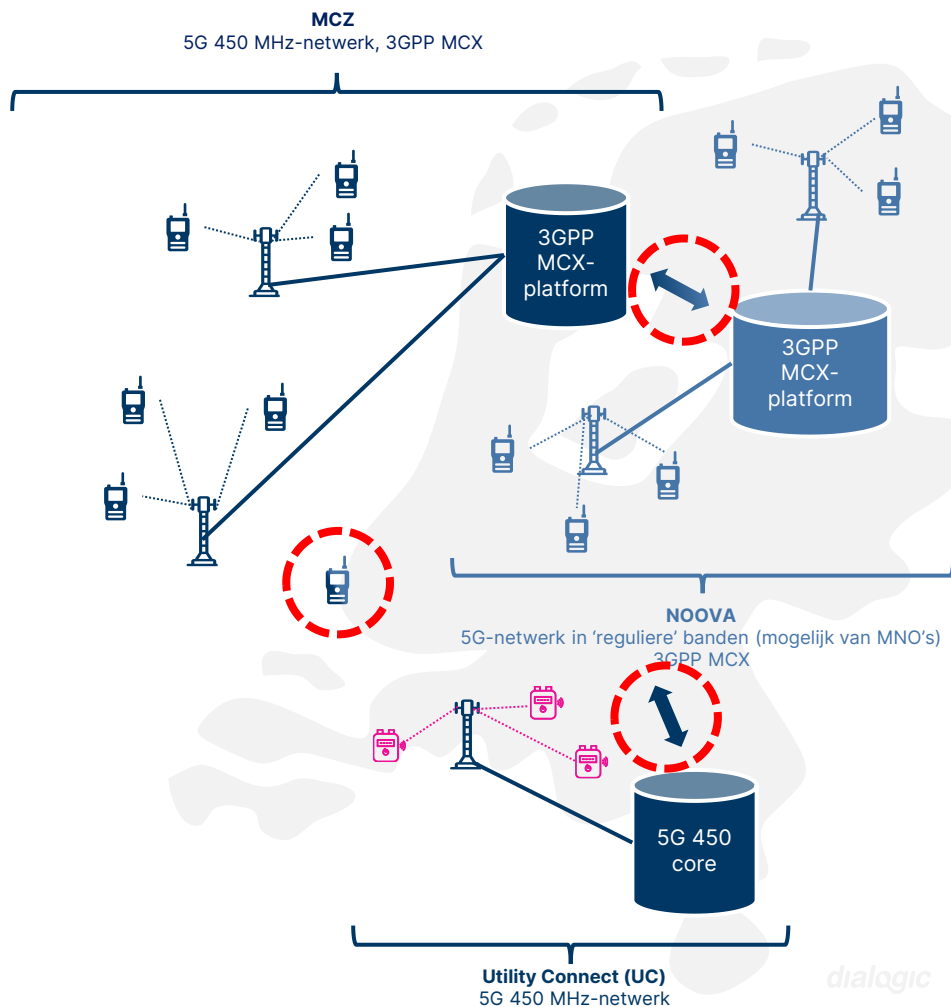 MCZ
5G 450 MHz-netwerk, 3GPP MCX
3GPP
MCX-
platform
3GPP
MCX-
platform
NOOVA
5G-netwerk in ‘reguliere’ banden (mogelijk van MNO’s)
3GPP MCX
5G 450
core
Utility Connect (UC)
5G 450 MHz-netwerk
dialogic